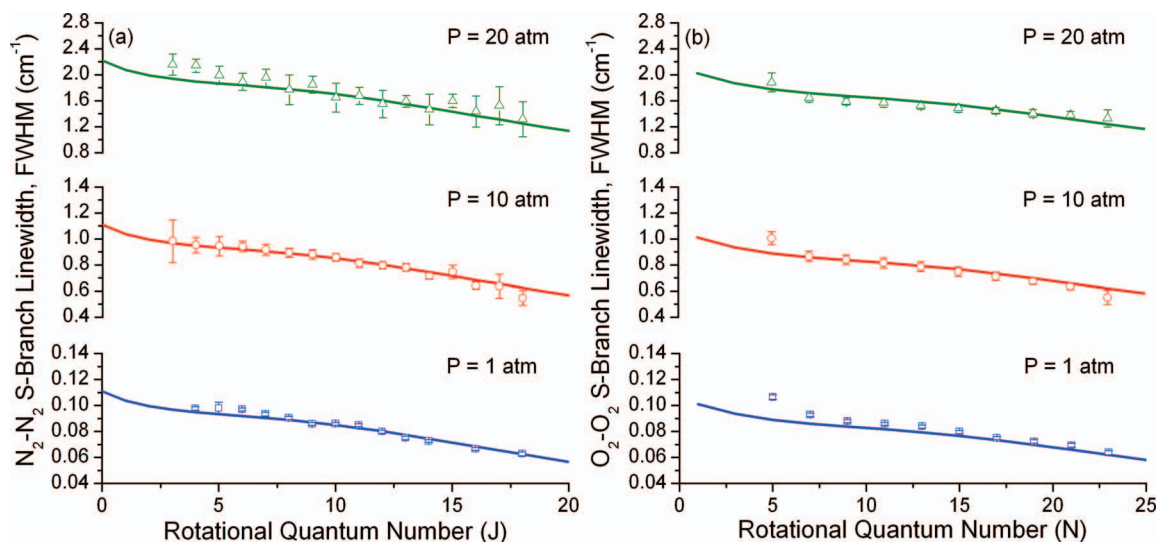 (a)
N₂-N₂ S-Branch Linewidth, FWHM (cm⁻¹)
P = 20 atm
2.8
2.4
2.0
1.6
1.2
0.8
P = 10 atm
1.4
1.2
1.0
0.8
0.6
0.4
P = 1 atm
0.14
0.12
0.10
0.08
0.06
0.04
0 5 10 15 20
Rotational Quantum Number (J)
(b)
O₂-O₂ S-Branch Linewidth, FWHM (cm⁻¹)
P = 20 atm
2.8
2.4
2.0
1.6
1.2
0.8
P = 10 atm
1.4
1.2
1.0
0.8
0.6
0.4
P = 1 atm
0.14
0.12
0.10
0.08
0.06
0.04
0 5 10 15 20 25
Rotational Quantum Number (N)